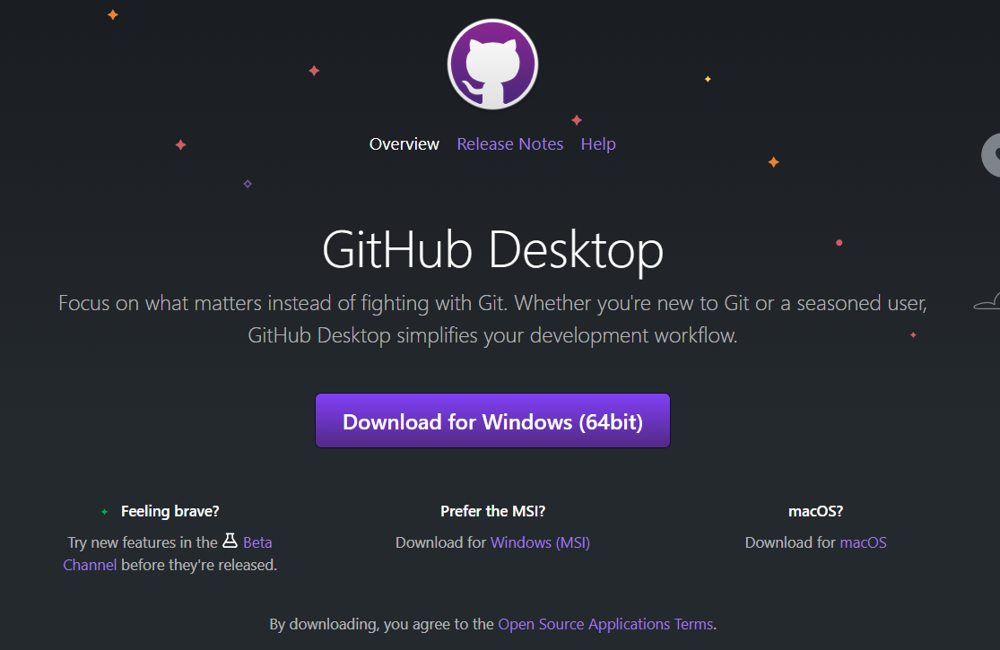 Overview Release Notes Help
GitHub Desktop
Focus on what matters instead of fighting with Git. Whether you're new to Git or a seasoned user,
GitHub Desktop simplifies your development workflow.
Download for Windows (64bit)
Feeling brave?
Try new features in the Beta
Channel before they're released.
Prefer the MSI?
Download for Windows (MSI)
macOS?
Download for macOS
By downloading, you agree to the Open Source Applications Terms.